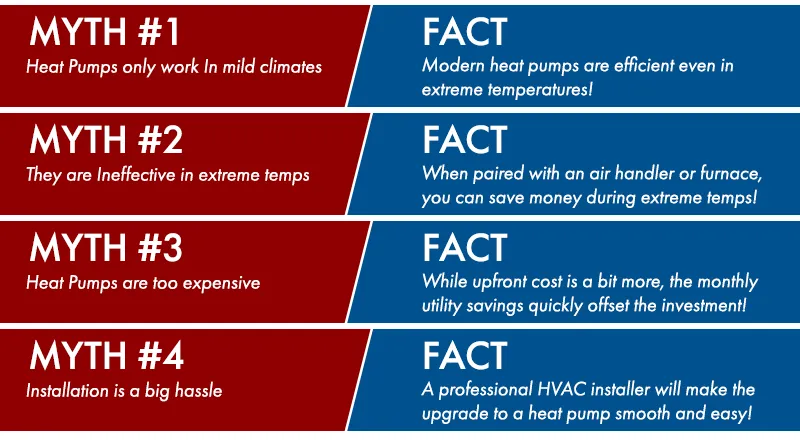 MYTH #1
Heat Pumps only work In mild climates
FACT
Modern heat pumps are efficient even in
extreme temperatures!
MYTH #2
They are Ineffective in extreme temps
FACT
When paired with an air handler or furnace,
you can save money during extreme temps!
MYTH #3
Heat Pumps are too expensive
FACT
While upfront cost is a bit more, the monthly
utility savings quickly offset the investment!
MYTH #4
Installation is a big hassle
FACT
A professional HVAC installer will make the
upgrade to a heat pump smooth and easy!